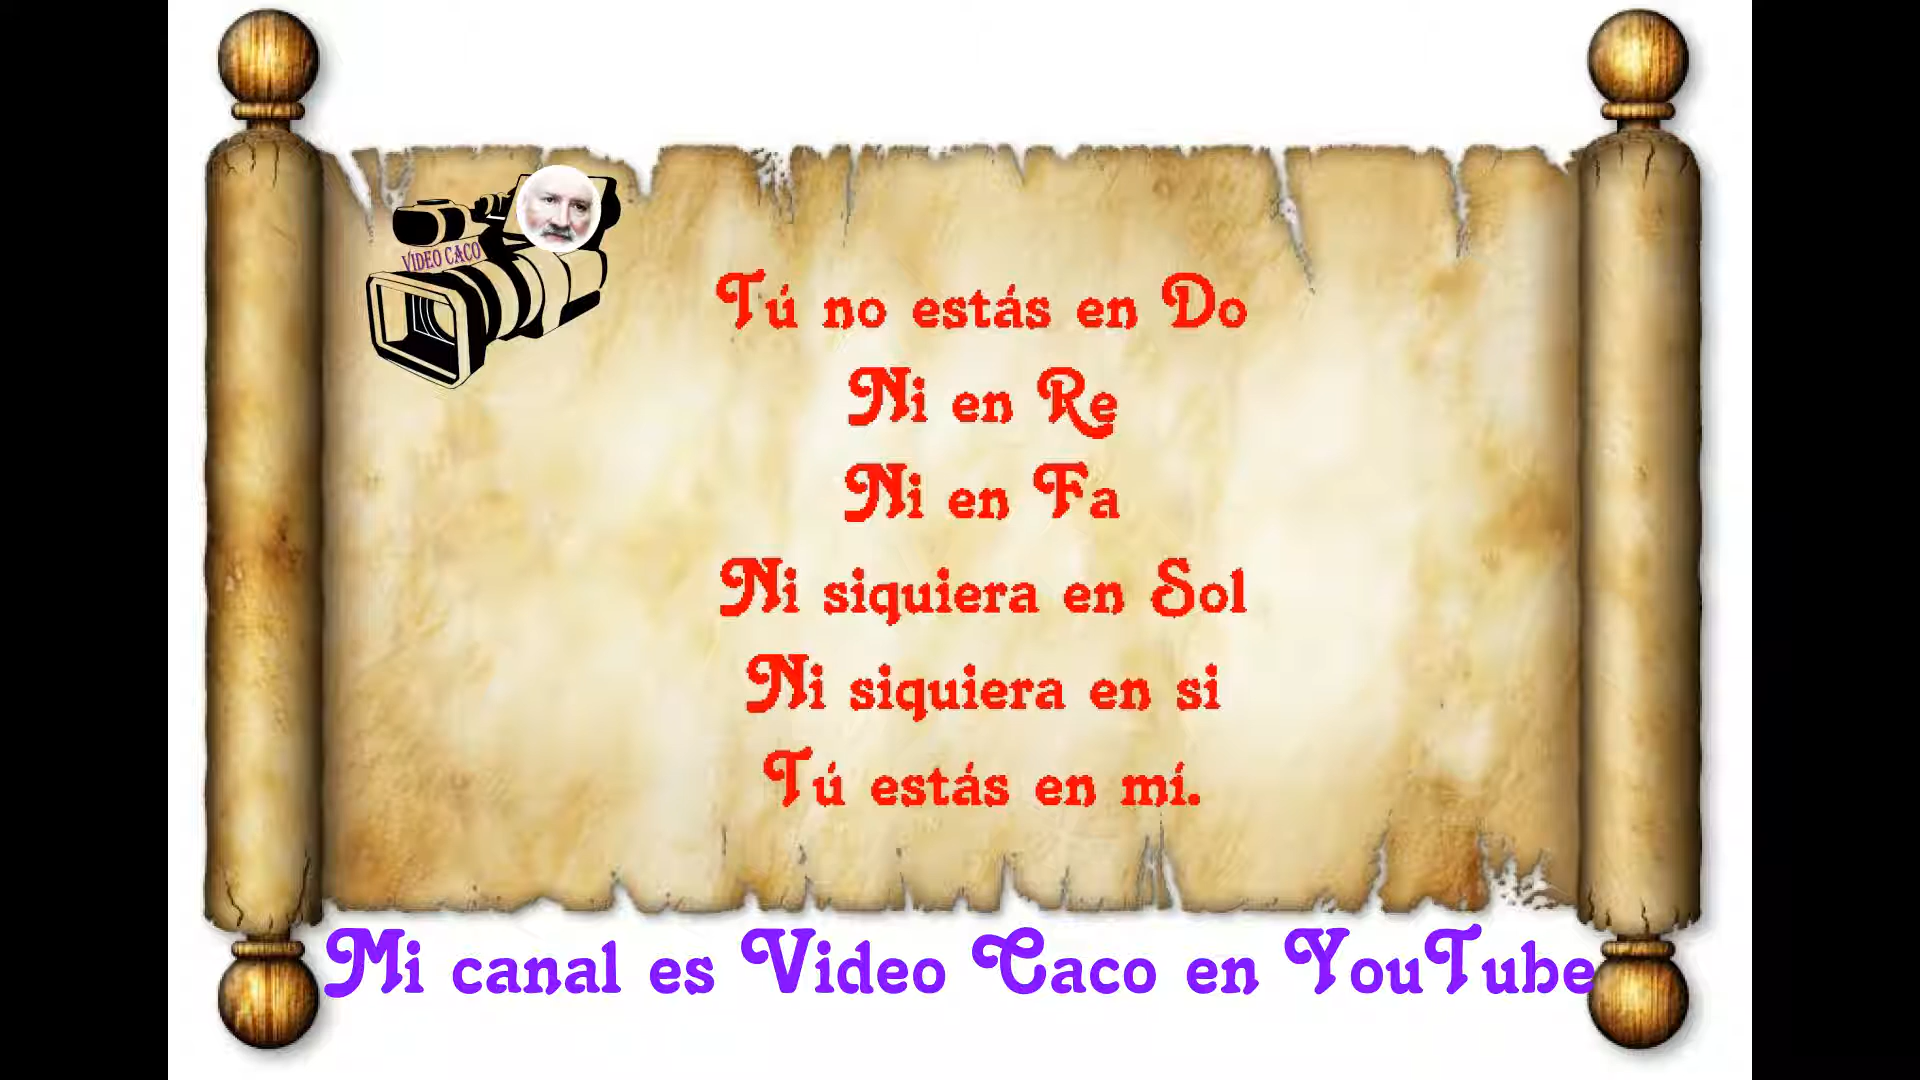 VIDEO CACO
Tú no estás en Do
Ni en Re
Ni en Fa
Ni siquiera en Sol
Ni siquiera en si
Tú estás en mí.
Mi canal es Video Caco en YouTube